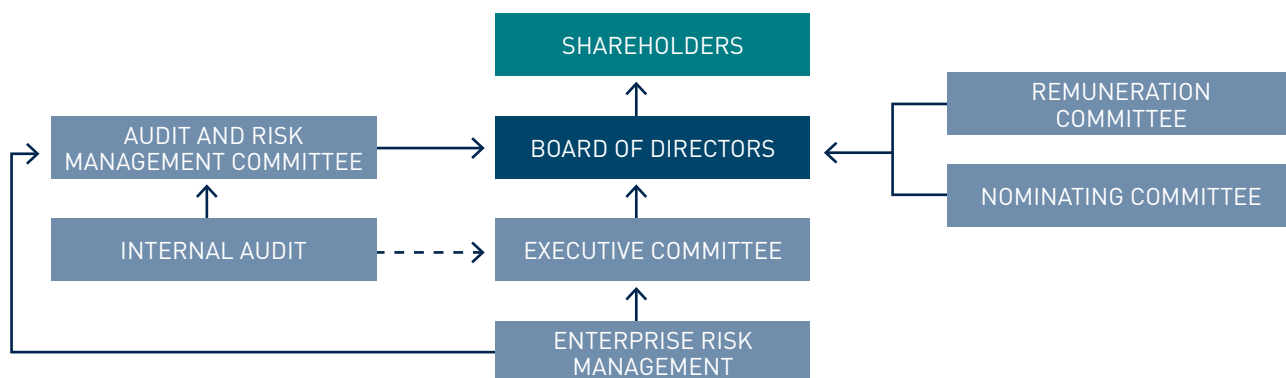 SHAREHOLDERS
REMUNERATION
COMMITTEE
AUDIT AND RISK
MANAGEMENT COMMITTEE
BOARD OF DIRECTORS
NOMINATING COMMITTEE
INTERNAL AUDIT
EXECUTIVE COMMITTEE
ENTERPRISE RISK
MANAGEMENT